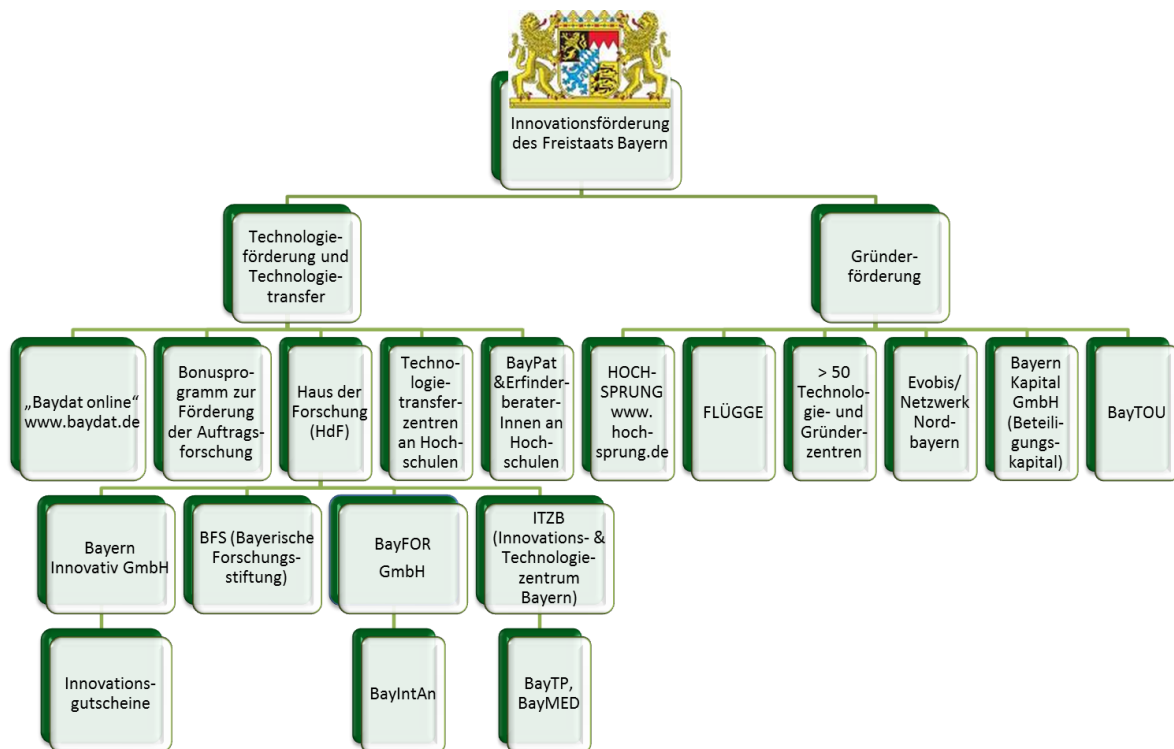 Innovationsförderung
des Freistaats Bayern
Technologie-
förderung und
Technologie-
transfer
Gründer-
förderung
„Baydat online“
www.baydat.de
Bonusprogramm zur
Förderung
der Auftrags-
forschung
Haus der
Forschung
(HdF)
Techno-
logie-
transfer-
zentren
an Hoch-
schulen
BayPat
&Erfinder-
berater-
Innen an
Hoch-
schulen
HOCH-
SPRUNG
www.
hoch-
sprung.de
FLÜGGE
> 50
Technolo-
gie- und
Gründer-
zentren
Evobis/
Netzwerk
Nord-
bayern
Bayern
Kapital
GmbH
(Beteili-
gungs-
kapital)
BayTOU
Bayern
Innovativ GmbH
BFS (Bayerische
Forschungs-
stiftung)
BayFOR
GmbH
ITZB
(Innovations- &
Technologie-
zentrum
Bayern)
Innovations-
gutscheine
BayIntAn
BayTP,
BayMED